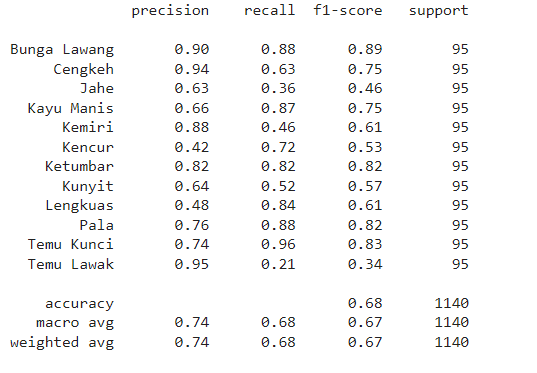 precision recall f1-score support
Bunga Lawang 0.90 0.88 0.89 95
Cengkeh 0.94 0.63 0.75 95
Jahe 0.63 0.36 0.46 95
Kayu Manis 0.66 0.87 0.75 95
Kemiri 0.88 0.46 0.61 95
Kencur 0.42 0.72 0.53 95
Ketumbar 0.82 0.82 0.82 95
Kunyit 0.64 0.52 0.57 95
Lengkuas 0.48 0.84 0.61 95
Pala 0.76 0.88 0.82 95
Temu Kunci 0.74 0.96 0.83 95
Temu Lawak 0.95 0.21 0.34 95
accuracy 0.68 1140
macro avg 0.74 0.68 0.67 1140
weighted avg 0.74 0.68 0.67 1140